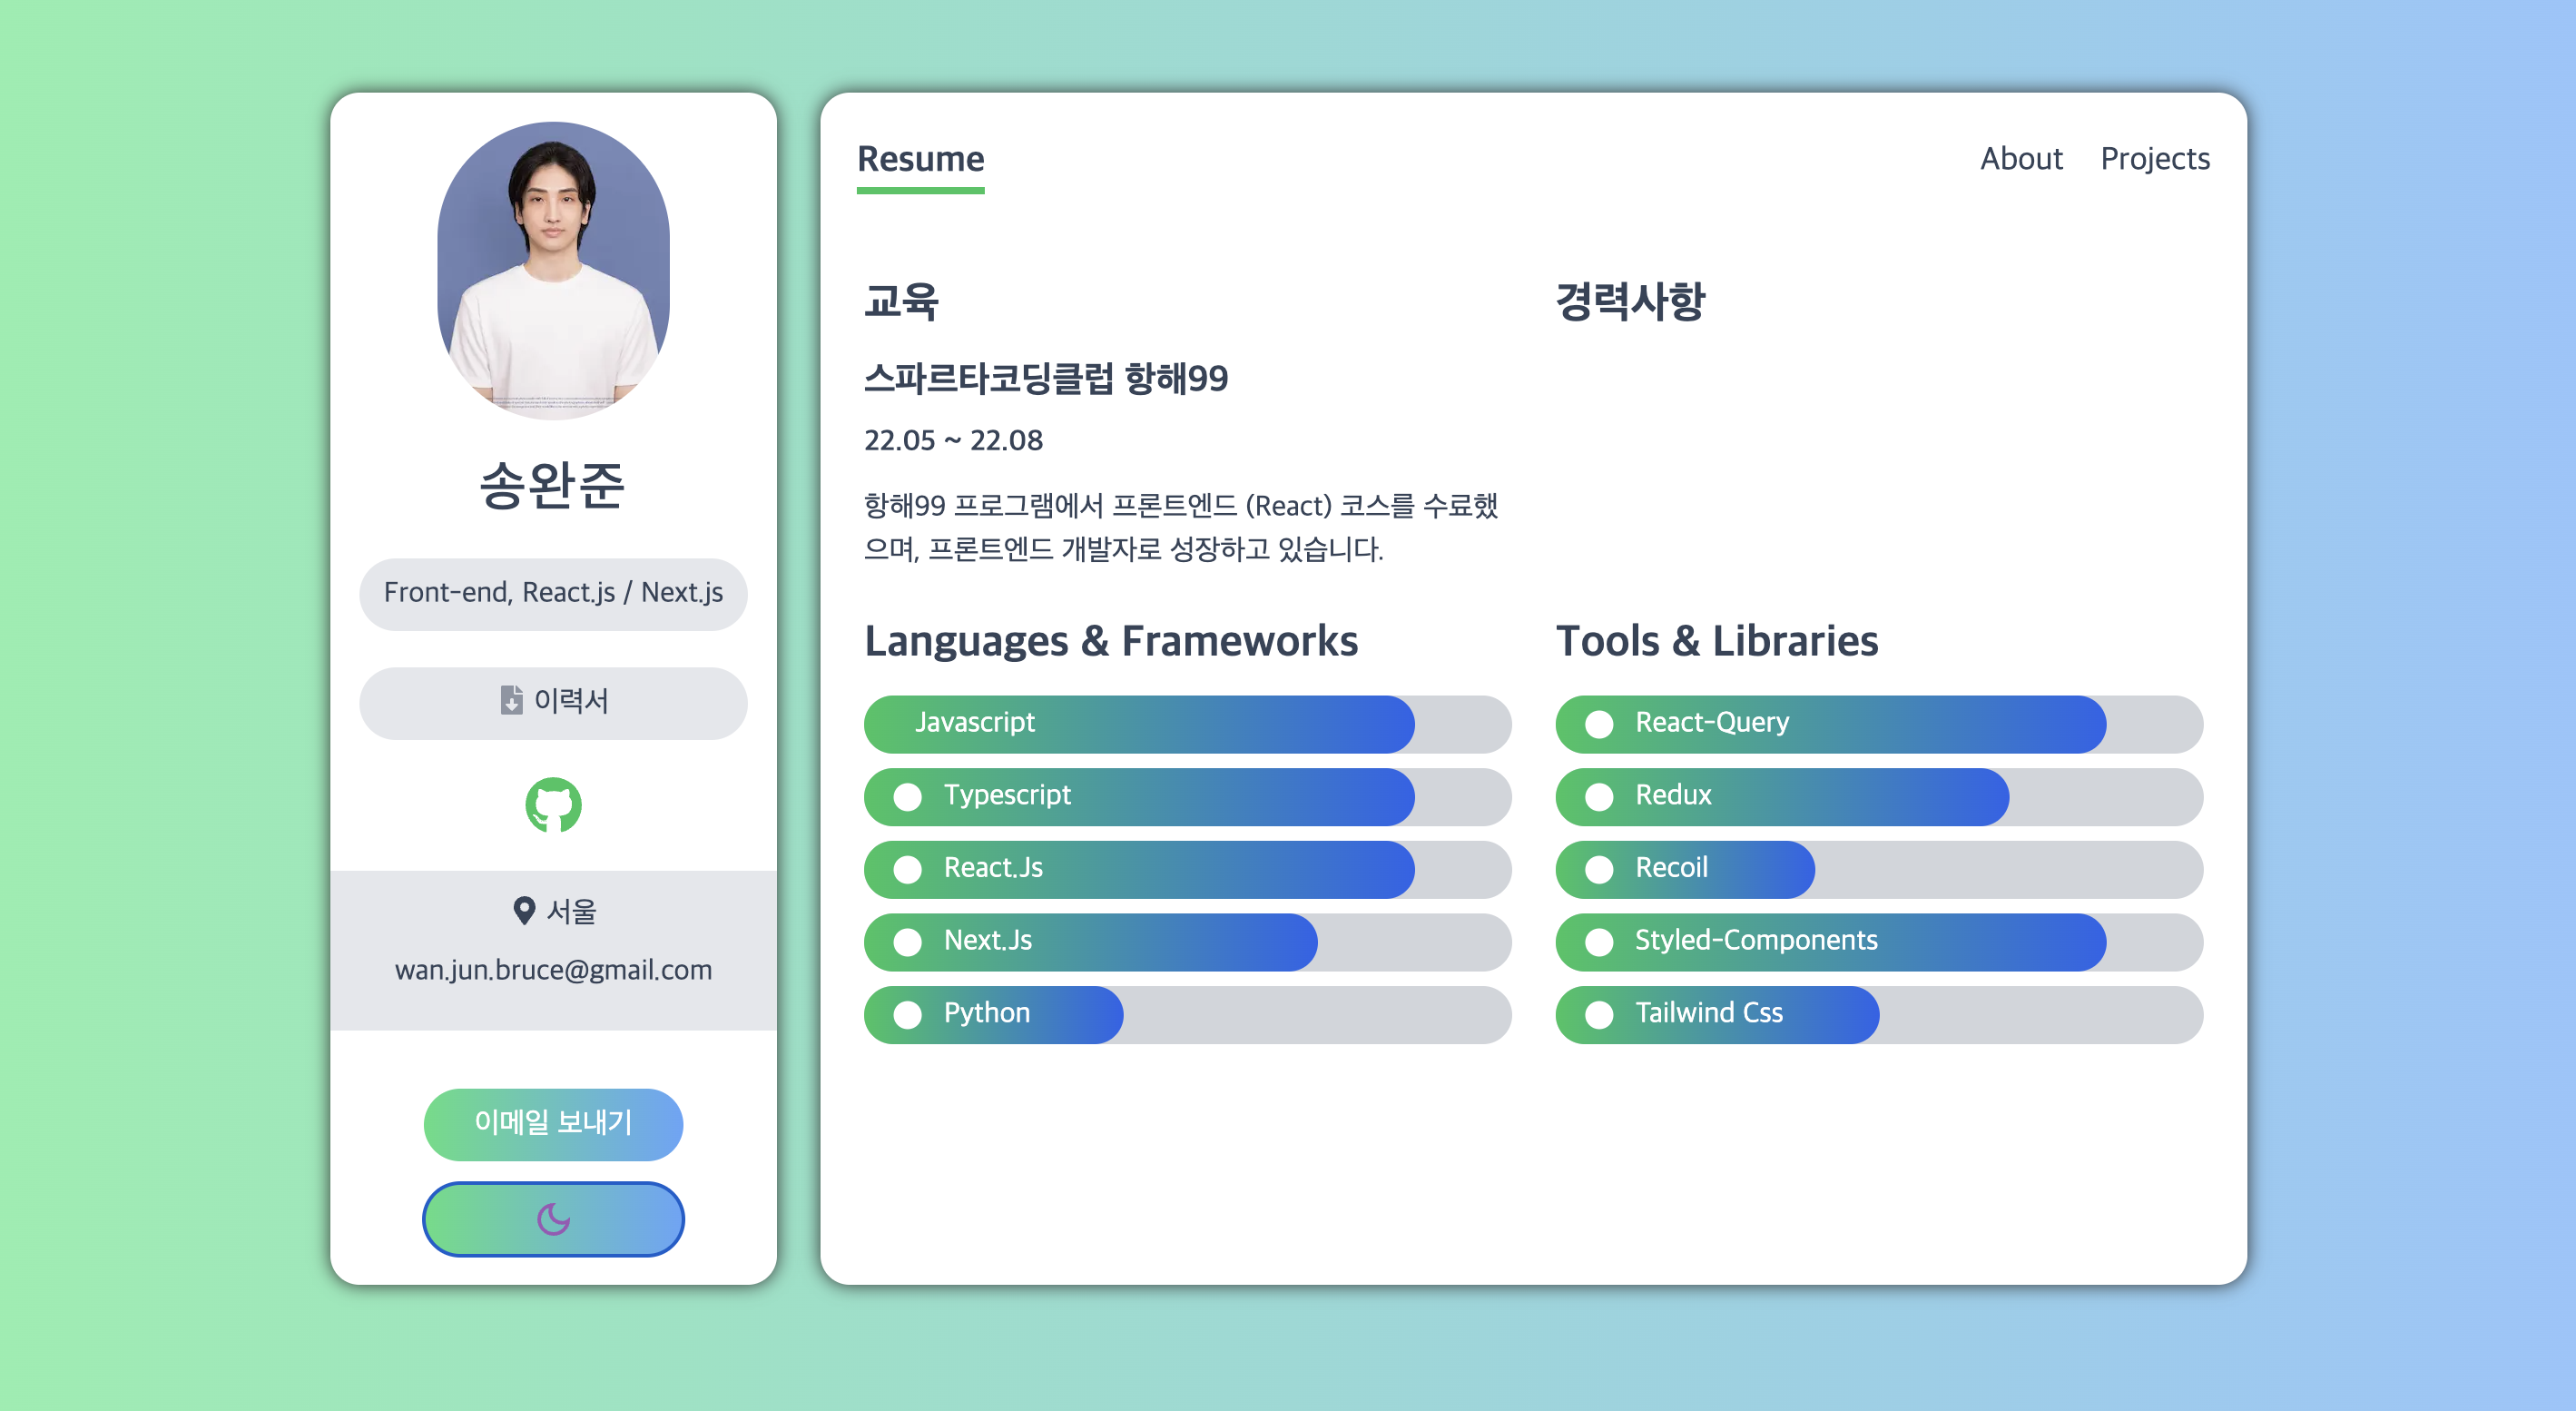 송완준
Front-end, React.js / Next.js
이력서
서울
wan.jun.bruce@gmail.com
이메일 보내기
Resume
About
Projects
교육
스파르타코딩클럽 항해99
22.05 ~ 22.08
항해99 프로그램에서 프론트엔드 (React) 코스를 수료했
으며, 프론트엔드 개발자로 성장하고 있습니다.
경력사항
Languages & Frameworks
Javascript
Typescript
React.Js
Next.Js
Python
Tools & Libraries
React-Query
Redux
Recoil
Styled-Components
Tailwind Css